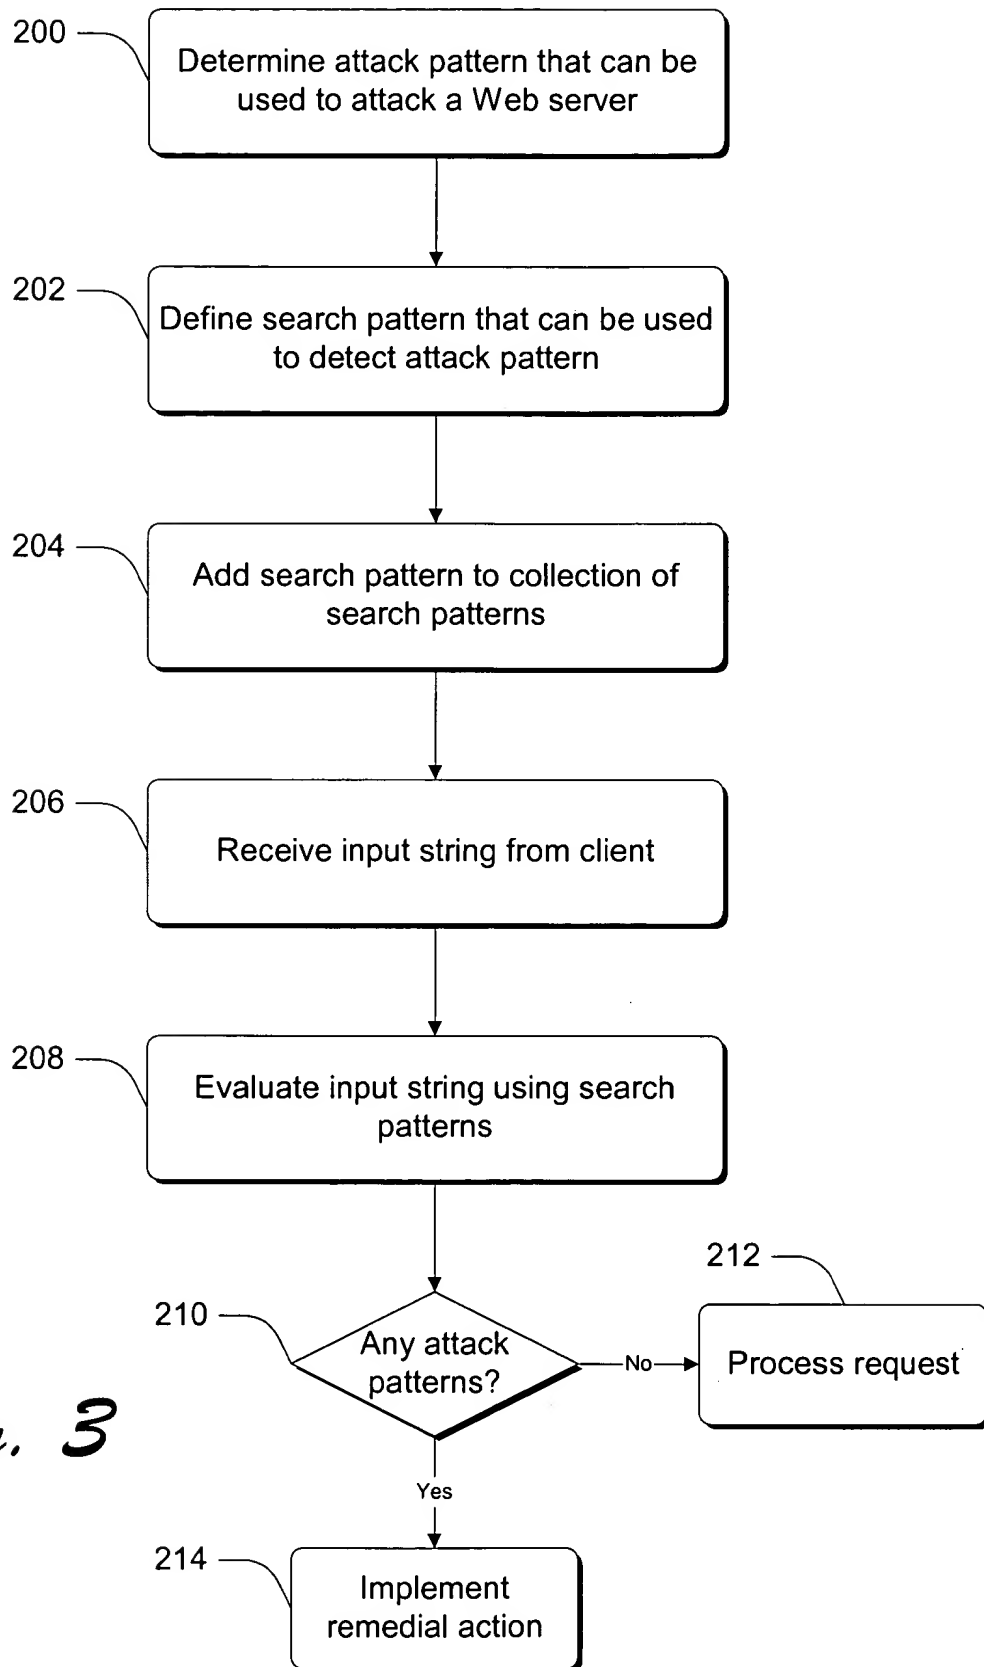 200
Determine attack pattern that can be
used to attack a Web server
202
Define search pattern that can be used
to detect attack pattern
204
Add search pattern to collection of
search patterns
206
Receive input string from client
208
Evaluate input string using search
patterns
212
210
Any attack
patterns?
No
Process request
3
Yes
214
Implement
remedial action